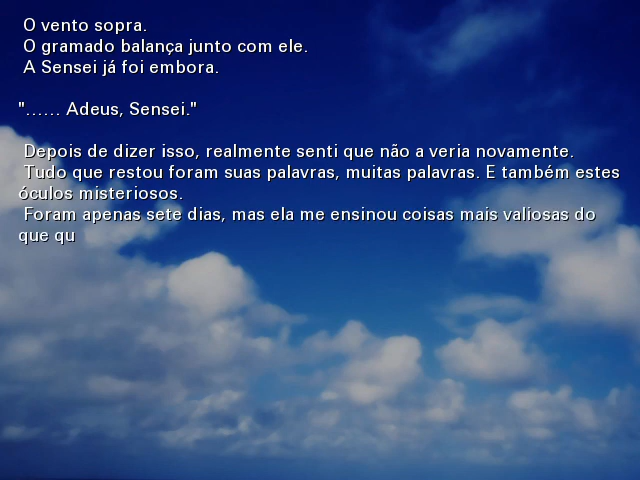 O vento sopra.
O gramado balança junto com ele.
A Sensei já foi embora.
"...... Adeus, Sensei."
Depois de dizer isso, realmente senti que não a veria novamente.
Tudo que restou foram suas palavras, muitas palavras. E também estes
óculos misteriosos.
Foram apenas sete dias, mas ela me ensinou coisas mais valiosas do
que qu